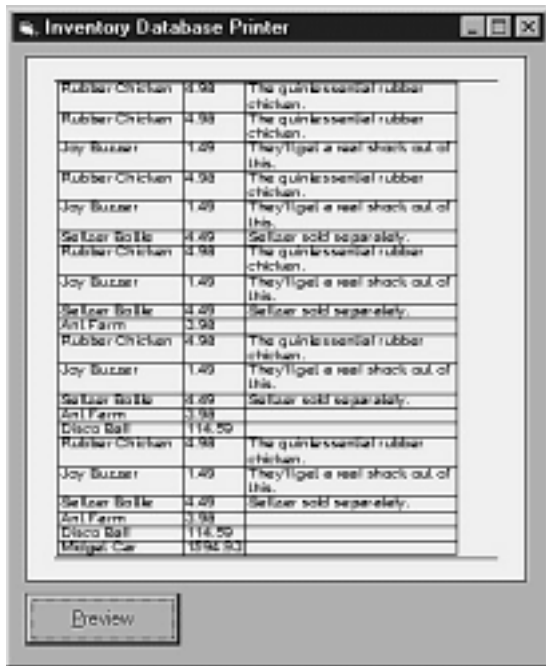 Inventory Database Printer
Rubber Chicken 4.98 The quintessential rubber
chicken.
Rubber Chicken 4.98 The quintessential rubber
chicken.
Joy Buzzer 1.49 They'll get a real shock out of
this.
Rubber Chicken 4.98 The quintessential rubber
chicken.
Joy Buzzer 1.49 They'll get a real shock out of
this.
Seltzer Bottle 4.49 Seltzer sold separately.
Rubber Chicken 4.98 The quintessential rubber
chicken.
Joy Buzzer 1.49 They'll get a real shock out of
this.
Seltzer Bottle 4.49 Seltzer sold separately.
Ant Farm 3.98
Rubber Chicken 4.98 The quintessential rubber
chicken.
Joy Buzzer 1.49 They'll get a real shock out of
this.
Seltzer Bottle 4.49 Seltzer sold separately.
Ant Farm 3.98
Disco Ball 114.59
Rubber Chicken 4.98 The quintessential rubber
chicken.
Joy Buzzer 1.49 They'll get a real shock out of
this.
Seltzer Bottle 4.49 Seltzer sold separately.
Ant Farm 3.98
Disco Ball 114.59
Midget Car
Preview